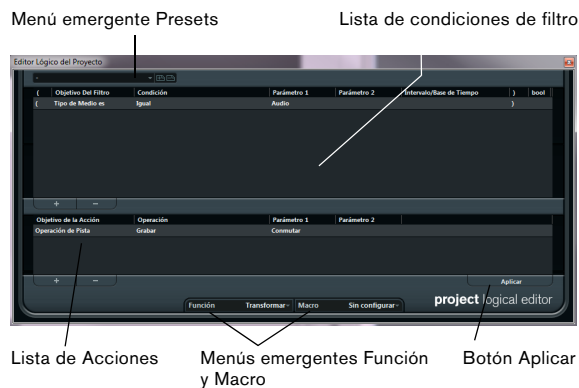 Menú emergente Presets
Lista de condiciones de filtro
Editor Lógico del Proyecto
-
( Objetivo Del Filtro Condición Parámetro 1 Parámetro 2 Intervalo/Base de Tiempo ) bool
( Tipo de Medio es Igual Audio )
+ −
Objetivo de la Acción Operación Parámetro 1 Parámetro 2
Operación de Pista Grabar Conmutar
+ −
Aplicar
Función Transformar Macro Sin configurar
project logical editor
Lista de Acciones
Menús emergentes Función
y Macro
Botón Aplicar